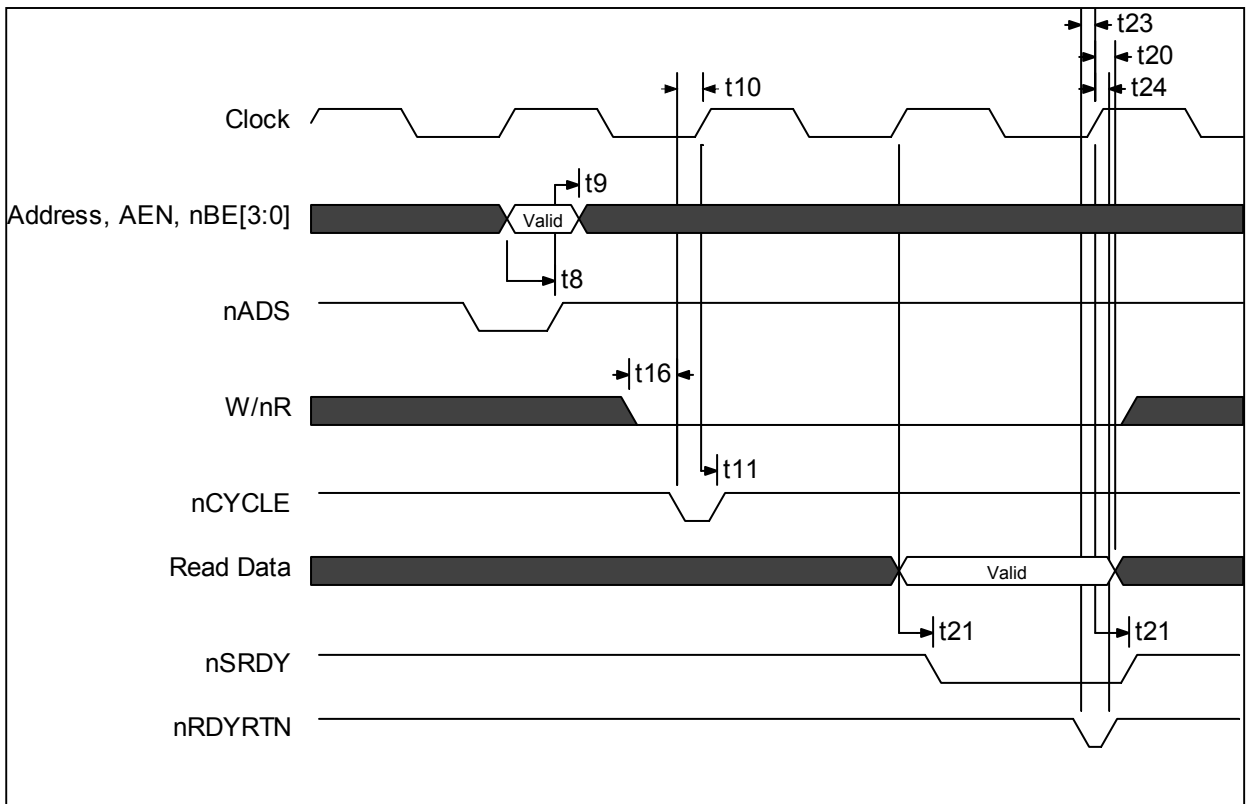 t23
t20
t10
t24
Clock
t9
Address, AEN, nBE[3:0]
Valid
t8
nADS
t16
W/nR
t11
nCYCLE
Read Data
Valid
t21
t21
nSRDY
nRDYRTN